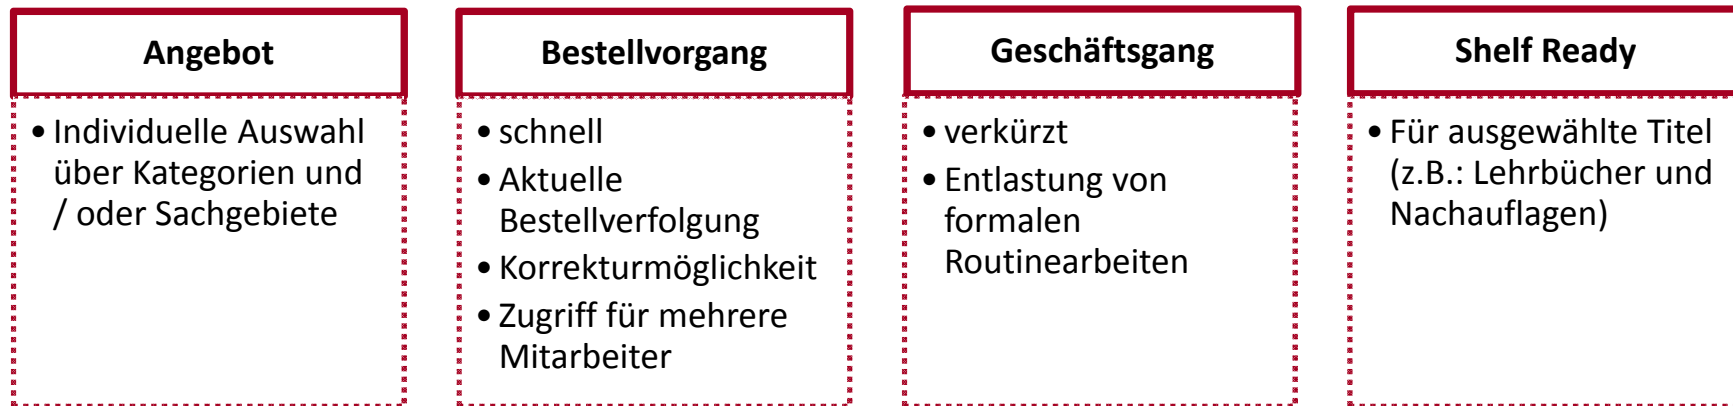 Angebot
• Individuelle Auswahl
über Kategorien und
/ oder Sachgebiete
Bestellvorgang
• schnell
• Aktuelle
Bestellverfolgung
• Korrekturmöglichkeit
• Zugriff für mehrere
Mitarbeiter
Geschäftsgang
• verkürzt
• Entlastung von
formalen
Routinearbeiten
Shelf Ready
• Für ausgewählte Titel
(z.B.: Lehrbücher und
Nachauflagen)